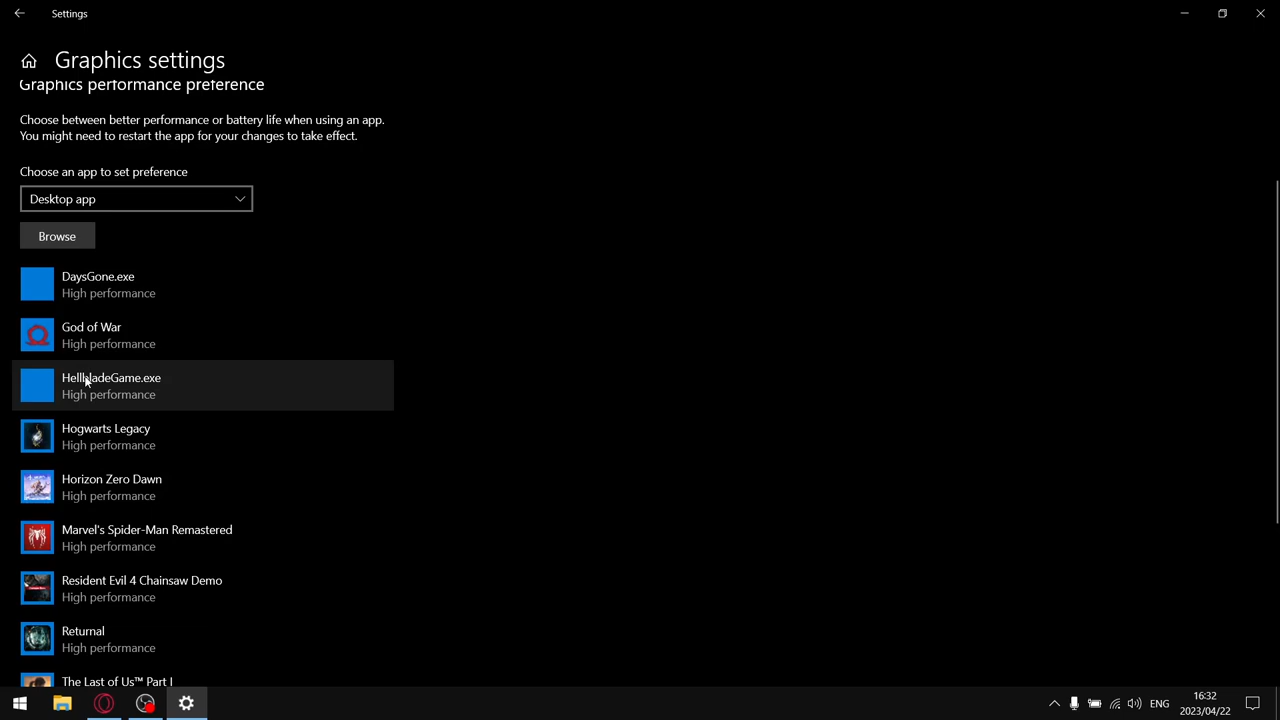 Settings
Graphics settings
Graphics performance preference
Choose between better performance or battery life when using an app.
You might need to restart the app for your changes to take effect.
Choose an app to set preference
Desktop app
Browse
DaysGone.exe
High performance
God of War
High performance
HellbladeGame.exe
High performance
Hogwarts Legacy
High performance
Horizon Zero Dawn
High performance
Marvel's Spider-Man Remastered
High performance
Resident Evil 4 Chainsaw Demo
High performance
Returnal
High performance
The Last of Us™ Part I
ENG
16:32
2023/04/22